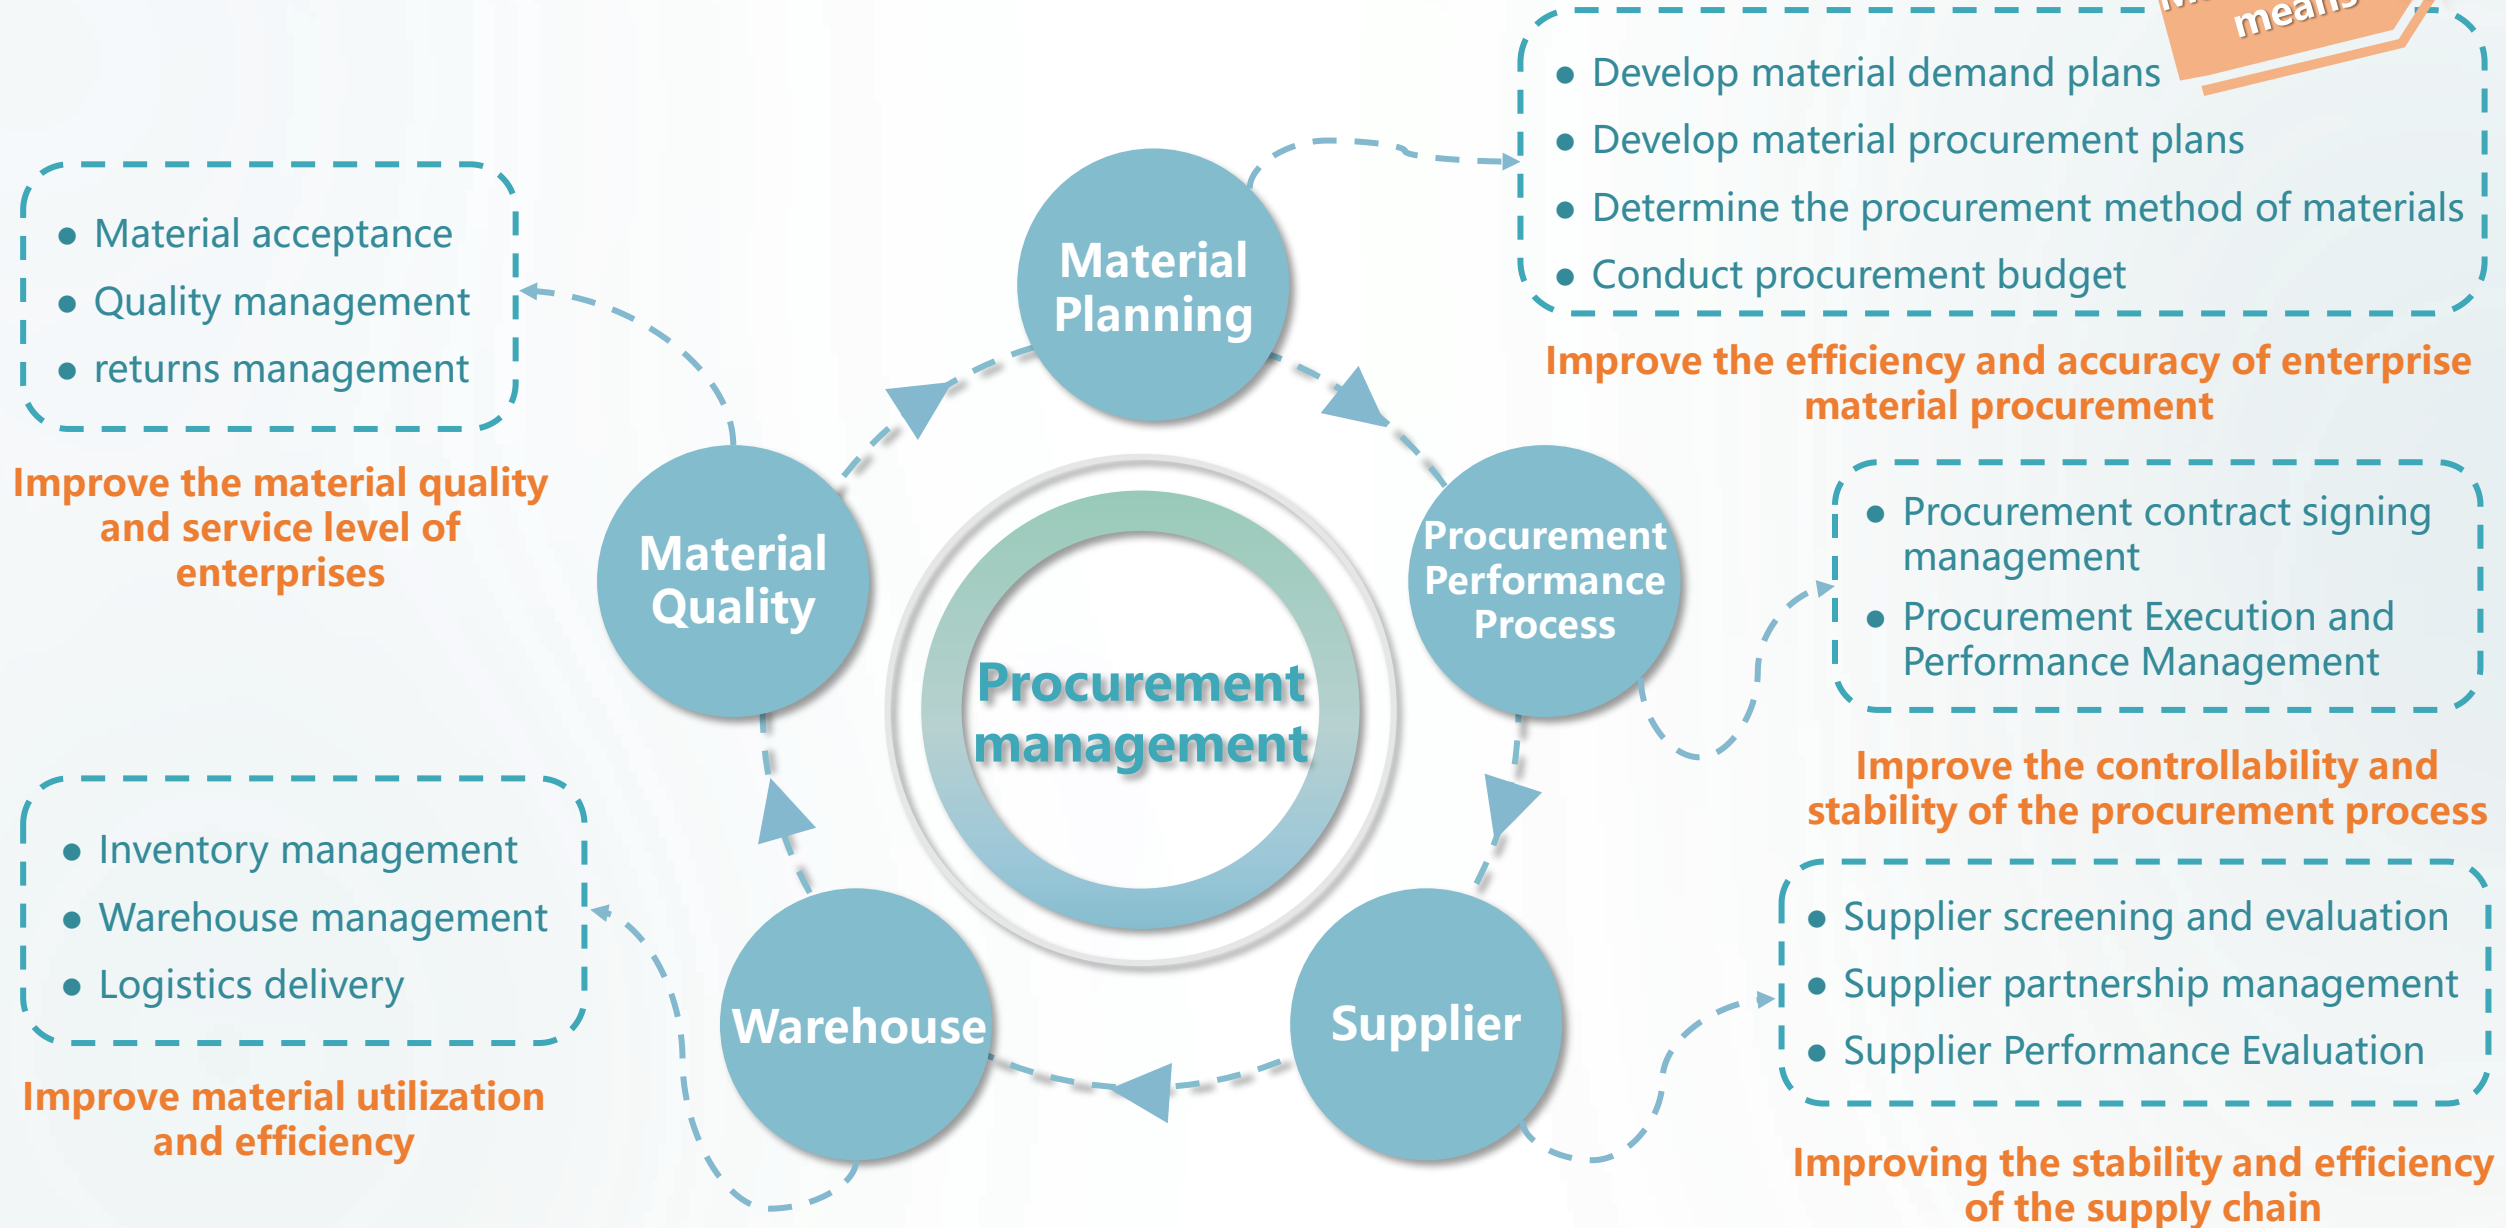 means
● Develop material demand plans
● Develop material procurement plans
● Determine the procurement method of materials
● Conduct procurement budget
Improve the efficiency and accuracy of enterprise
material procurement
● Material acceptance
● Quality management
● returns management
Improve the material quality
and service level of
enterprises
Material
Planning
Material
Quality
Procurement
Performance
Process
Procurement
management
● Procurement contract signing
management
● Procurement Execution and
Performance Management
Improve the controllability and
stability of the procurement process
● Inventory management
● Warehouse management
● Logistics delivery
Improve material utilization
and efficiency
Warehouse
Supplier
● Supplier screening and evaluation
● Supplier partnership management
● Supplier Performance Evaluation
Improving the stability and efficiency
of the supply chain